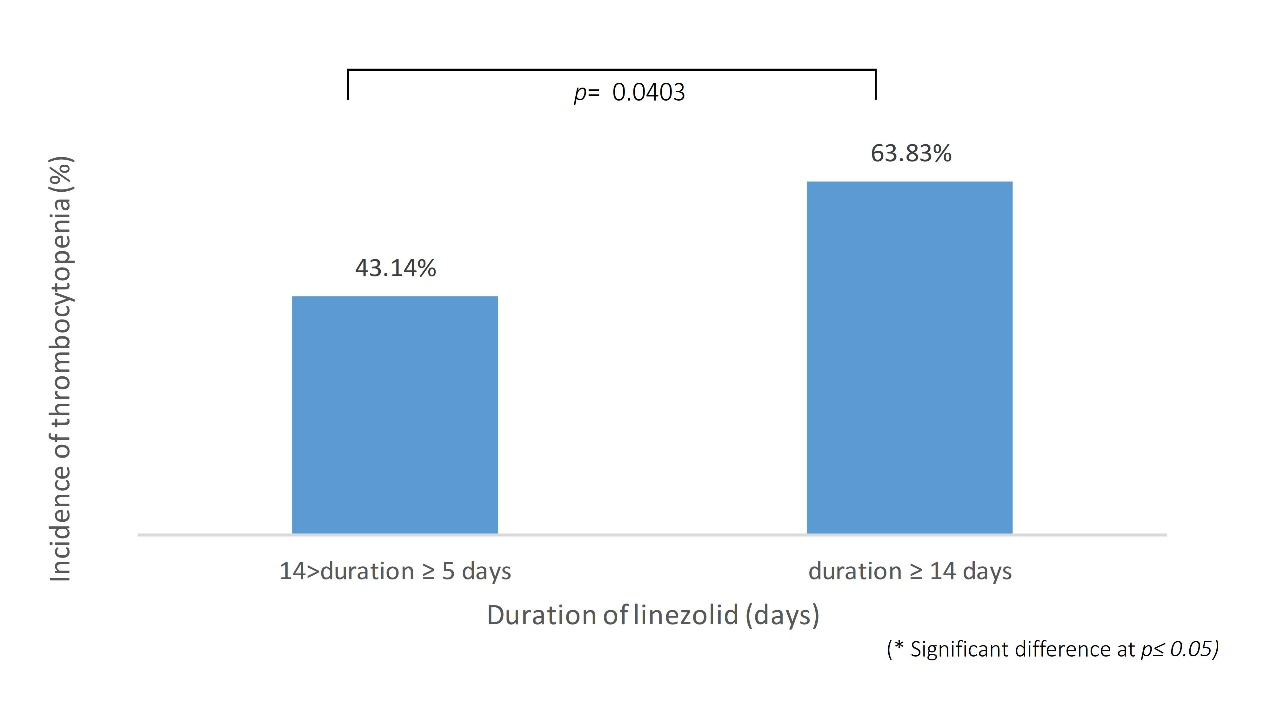 p= 0.0403
63.83%
43.14%
Incidence of thrombocytopenia (%)
14>duration ≥ 5 days
duration ≥ 14 days
Duration of linezolid (days)
(* Significant difference at p≤ 0.05)